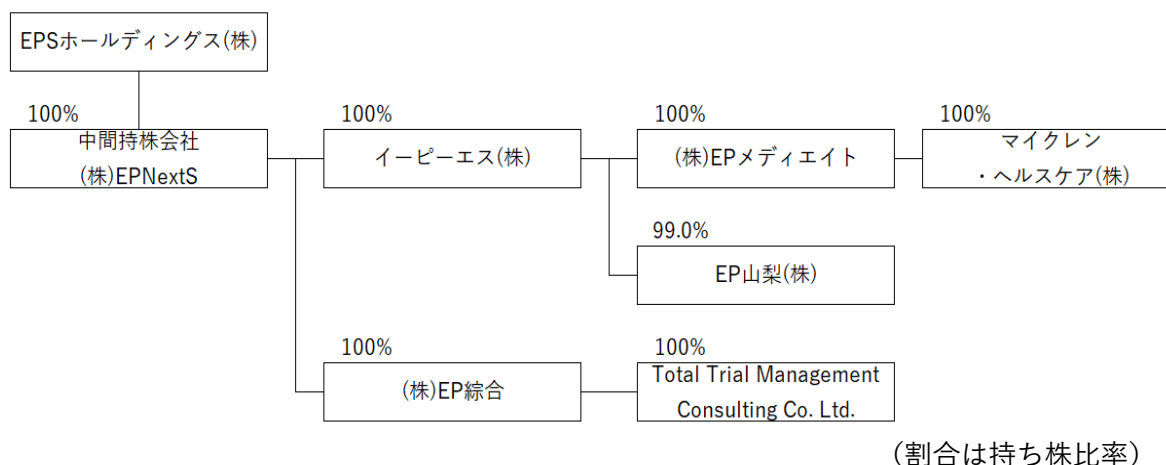 EPSホールディングス(株)
100%
中間持株会社
(株)EPNextS
100%
イーピーエス(株)
100%
(株)EPメディエイト
100%
マイクレン
・ヘルスケア(株)
99.0%
EP山梨(株)
100%
(株)EP綜合
100%
Total Trial Management
Consulting Co. Ltd.
(割合は持ち株比率)